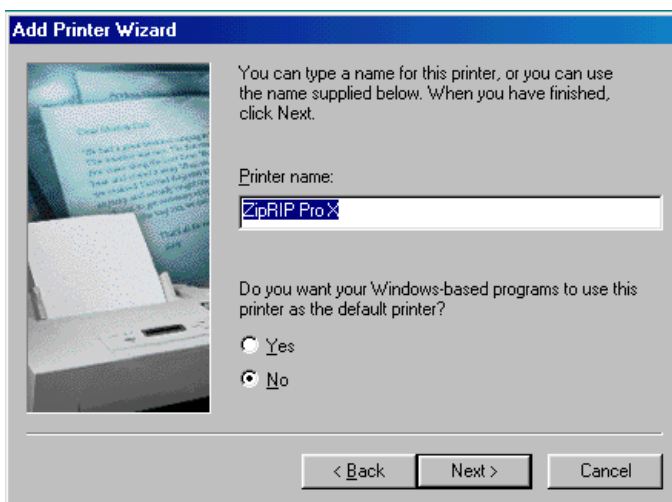 Add Printer Wizard
You can type a name for this printer, or you can use
the name supplied below. When you have finished,
click Next.
Printer name:
ZipRIP Pro X
Do you want your Windows-based programs to use this
printer as the default printer?
Yes
No
< Back
Next >
Cancel